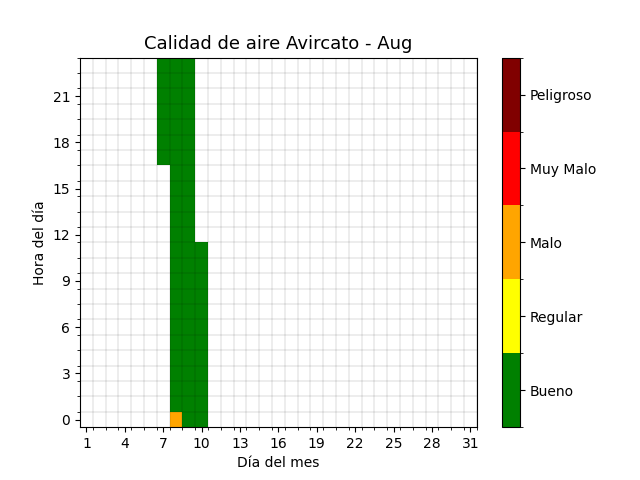 Calidad de aire Avircato - Aug
Hora del día
21
18
15
12
9
6
3
0
1 4 7 10 13 16 19 22 25 28 31
Día del mes
Peligroso
Muy Malo
Malo
Regular
Bueno